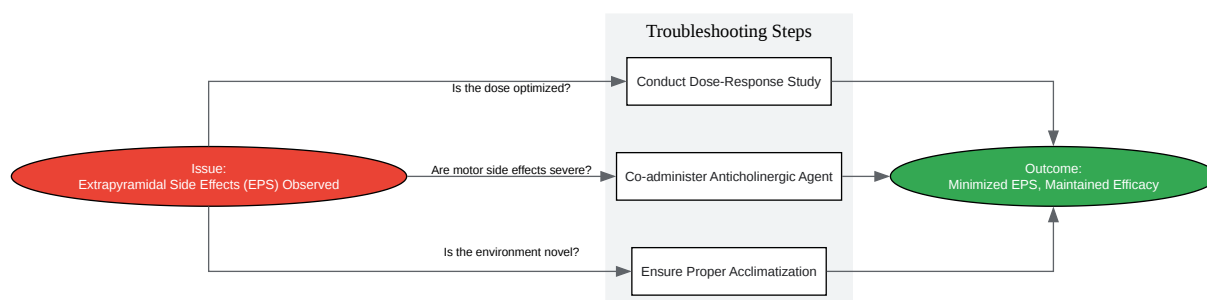 Troubleshooting Steps
Is the dose optimized?
Conduct Dose-Response Study
Issue:
Extrapyramidal Side Effects (EPS) Observed
Are motor side effects severe?
Co-administer Anticholinergic Agent
Outcome:
Minimized EPS, Maintained Efficacy
Is the environment novel?
Ensure Proper Acclimatization